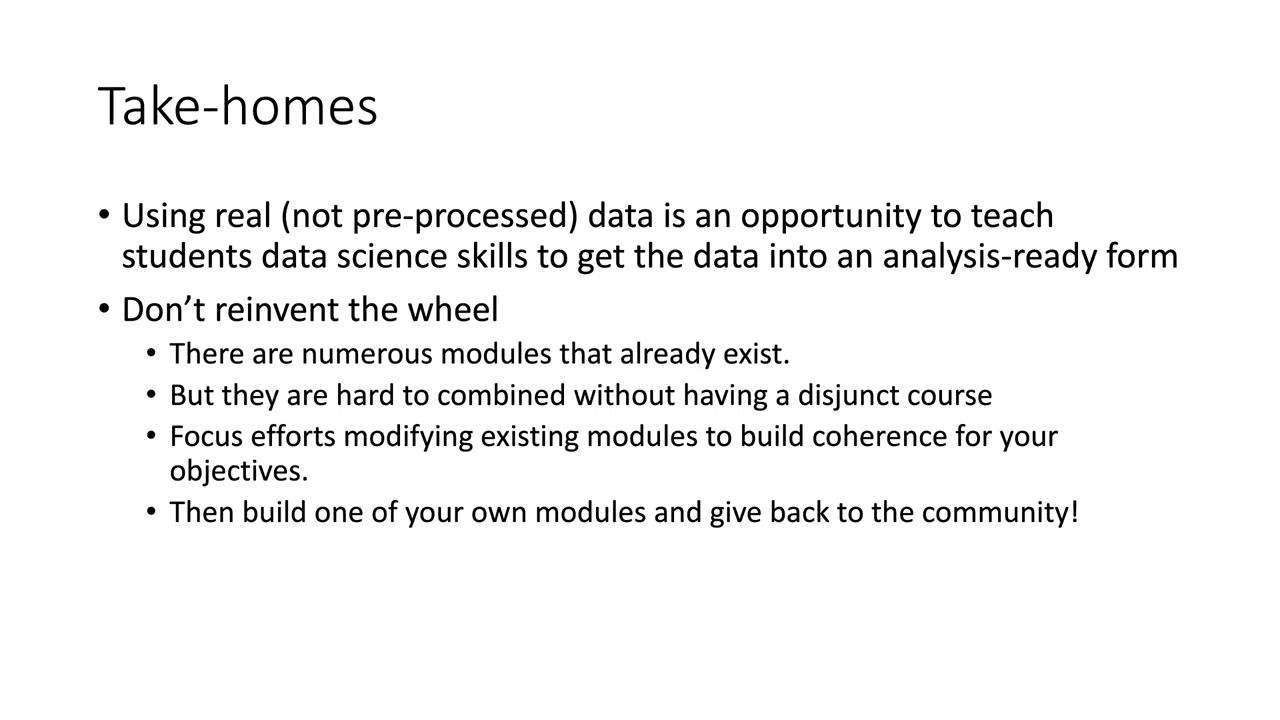 Take-homes
• Using real (not pre-processed) data is an opportunity to teach
students data science skills to get the data into an analysis-ready form
• Don’t reinvent the wheel
• There are numerous modules that already exist.
• But they are hard to combined without having a disjunct course
• Focus efforts modifying existing modules to build coherence for your
objectives.
• Then build one of your own modules and give back to the community!